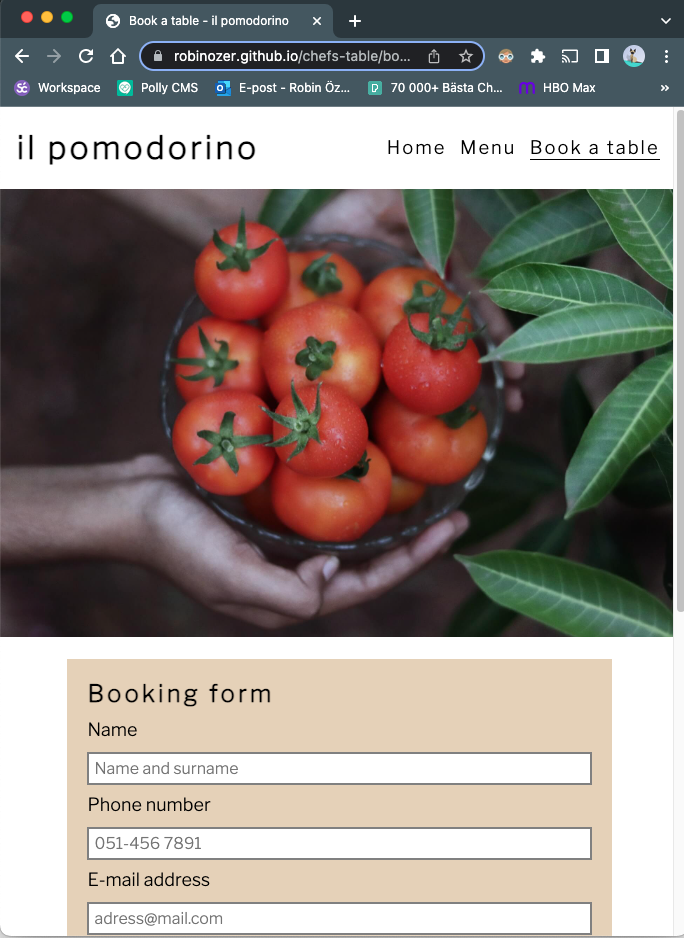 Book a table - il pomodorino
robinozer.github.io/chefs-table/bo...
Workspace
Polly CMS
E-post - Robin Öz...
70 000+ Bästa Ch...
HBO Max
»
il pomodorino
Home Menu Book a table
Booking form
Name
Name and surname
Phone number
051-456 7891
E-mail address
adress@mail.com